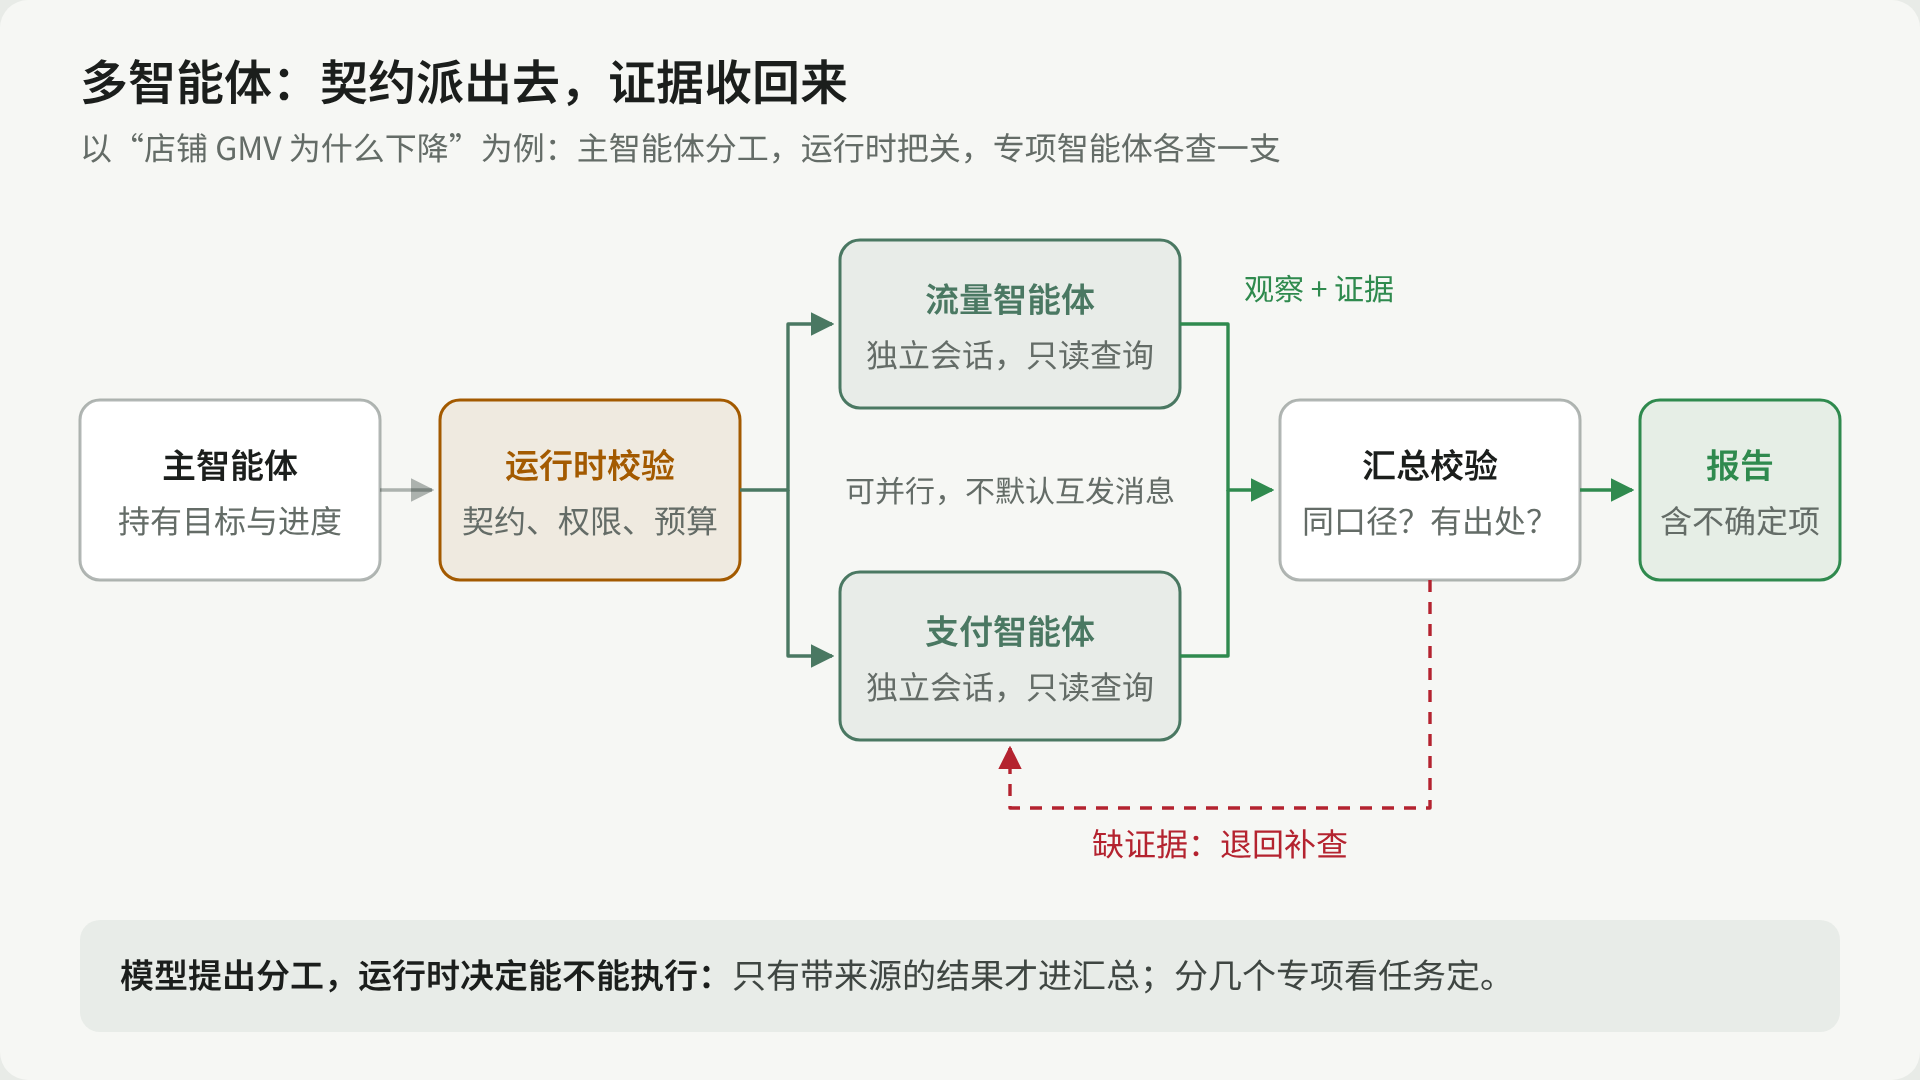 多智能体：契约派出去，证据收回来
以“店铺 GMV 为什么下降”为例：主智能体分工，运行时把关，专项智能体各查一支
主智能体
持有目标与进度
运行时校验
契约、权限、预算
流量智能体
独立会话，只读查询
可并行，不默认互发消息
支付智能体
独立会话，只读查询
观察 + 证据
汇总校验
同口径？有出处？
报告
含不确定项
缺证据：退回补查
模型提出分工，运行时决定能不能执行：只有带来源的结果才进汇总；分几个专项看任务定。